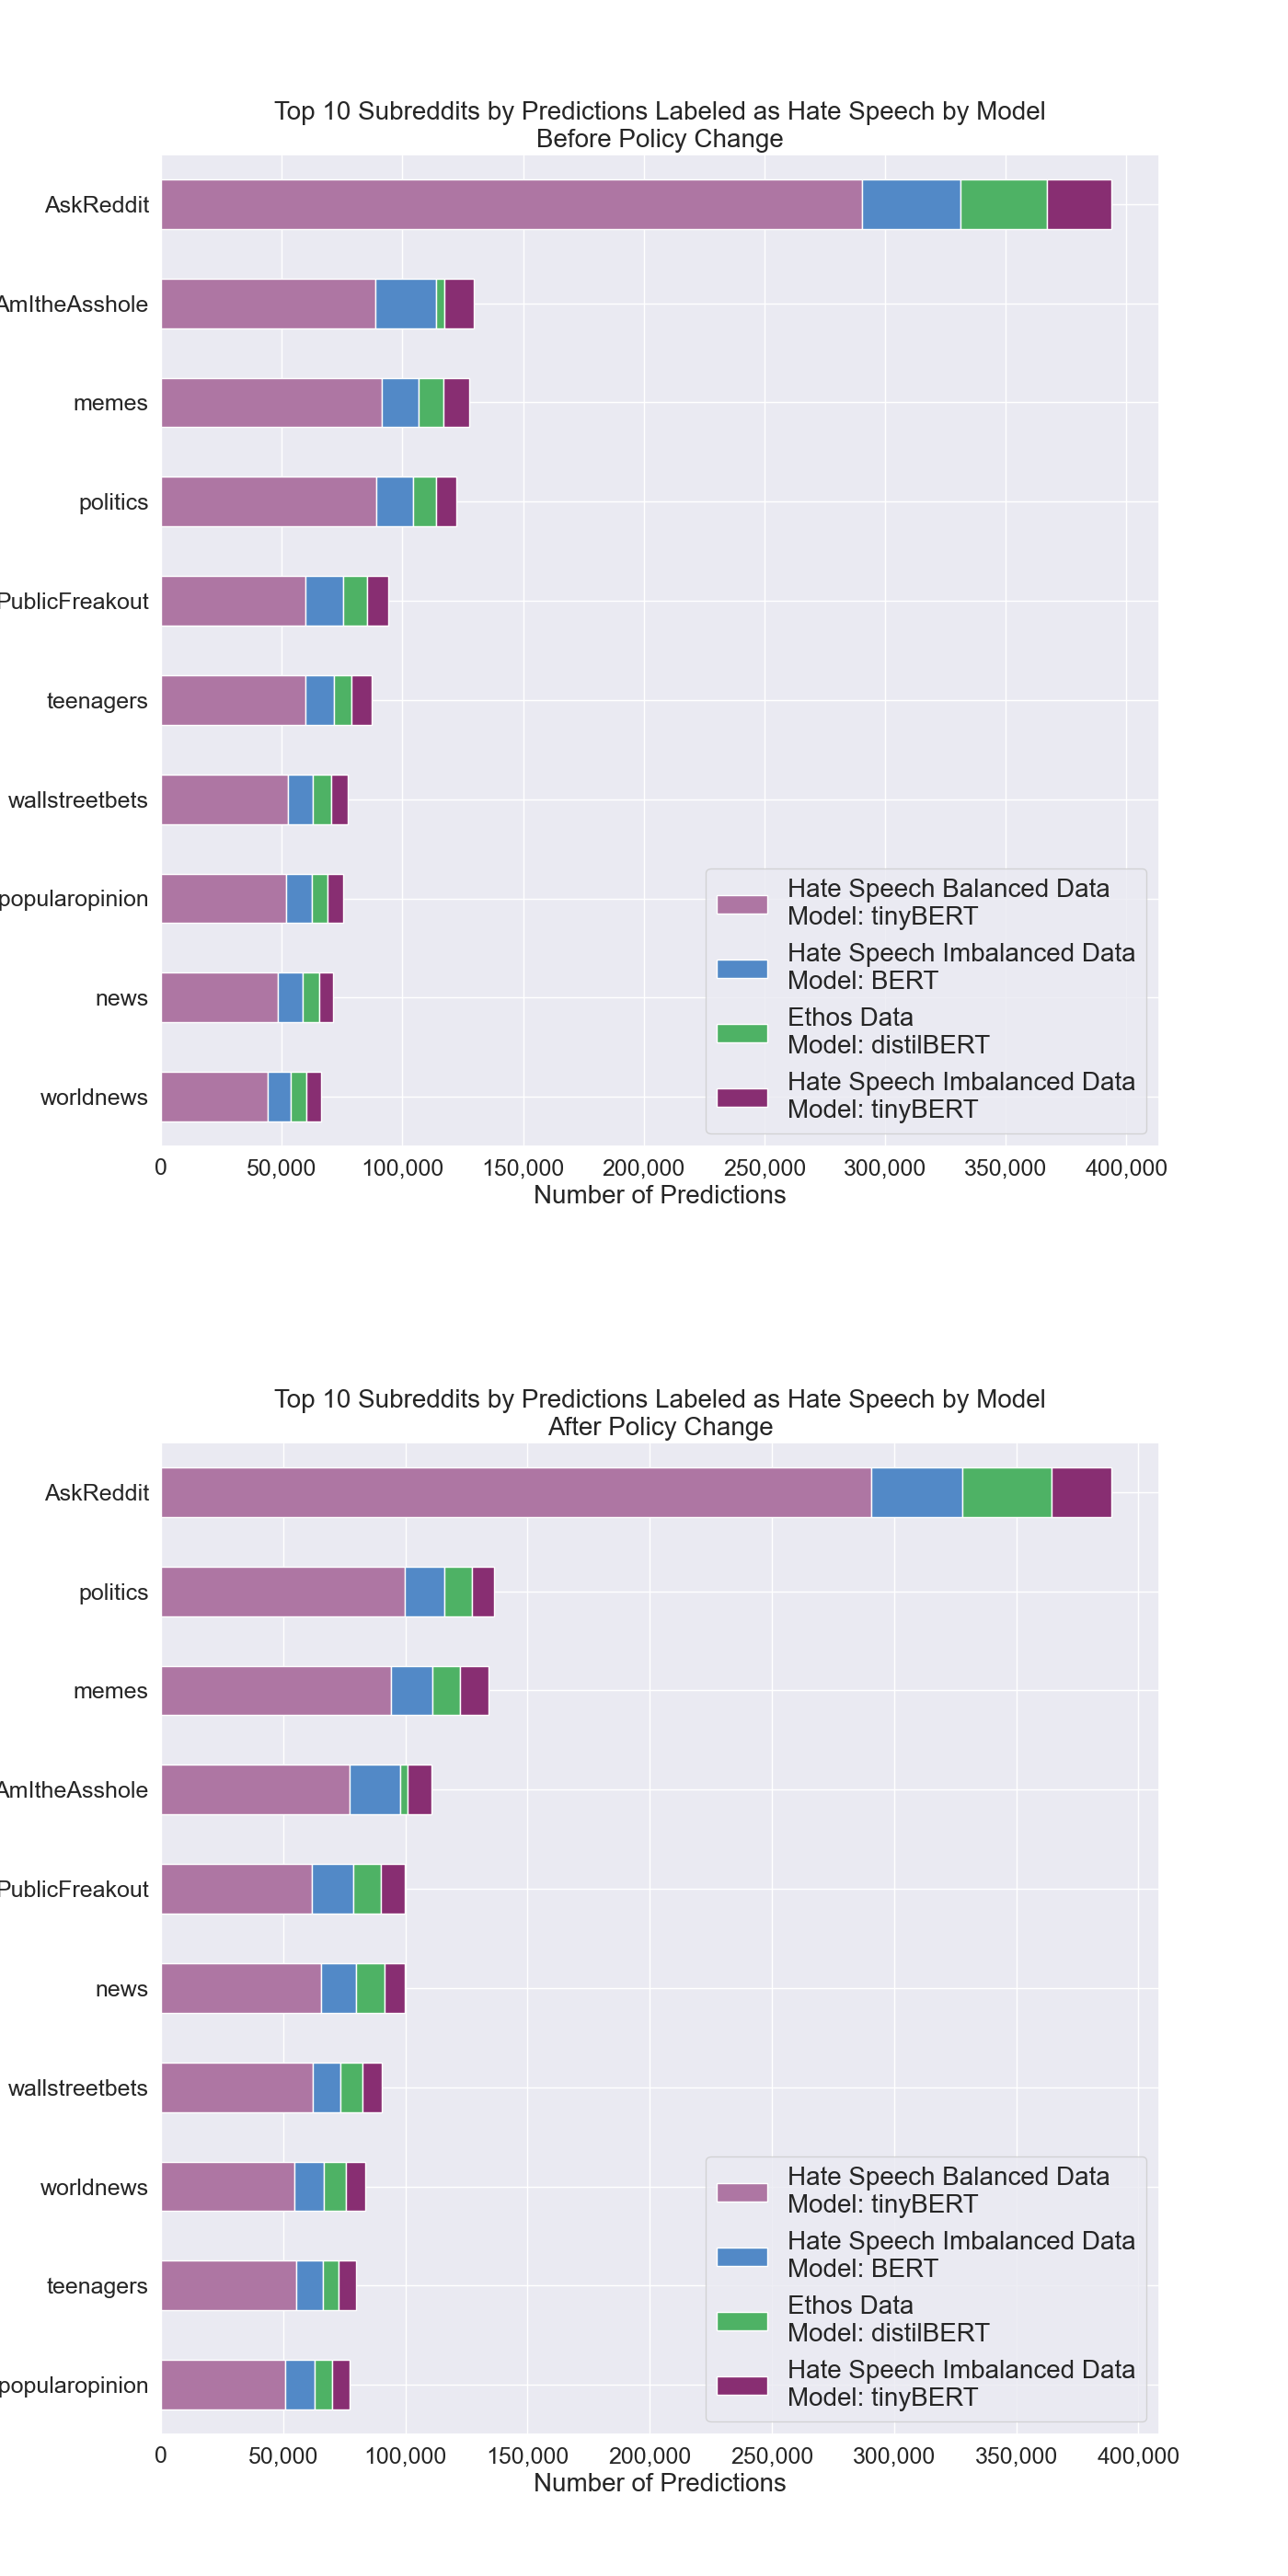 Top 10 Subreddits by Predictions Labeled as Hate Speech by Model
Before Policy Change
AskReddit
AmItheAsshole
memes
politics
PublicFreakout
teenagers
wallstreetbets
popularopinion
news
worldnews
Hate Speech Balanced Data
Model: tinyBERT
Hate Speech Imbalanced Data
Model: BERT
Ethos Data
Model: distilBERT
Hate Speech Imbalanced Data
Model: tinyBERT
0 50,000 100,000 150,000 200,000 250,000 300,000 350,000 400,000
Number of Predictions
Top 10 Subreddits by Predictions Labeled as Hate Speech by Model
After Policy Change
AskReddit
politics
memes
AmItheAsshole
PublicFreakout
news
wallstreetbets
worldnews
teenagers
popularopinion
Hate Speech Balanced Data
Model: tinyBERT
Hate Speech Imbalanced Data
Model: BERT
Ethos Data
Model: distilBERT
Hate Speech Imbalanced Data
Model: tinyBERT
0 50,000 100,000 150,000 200,000 250,000 300,000 350,000 400,000
Number of Predictions